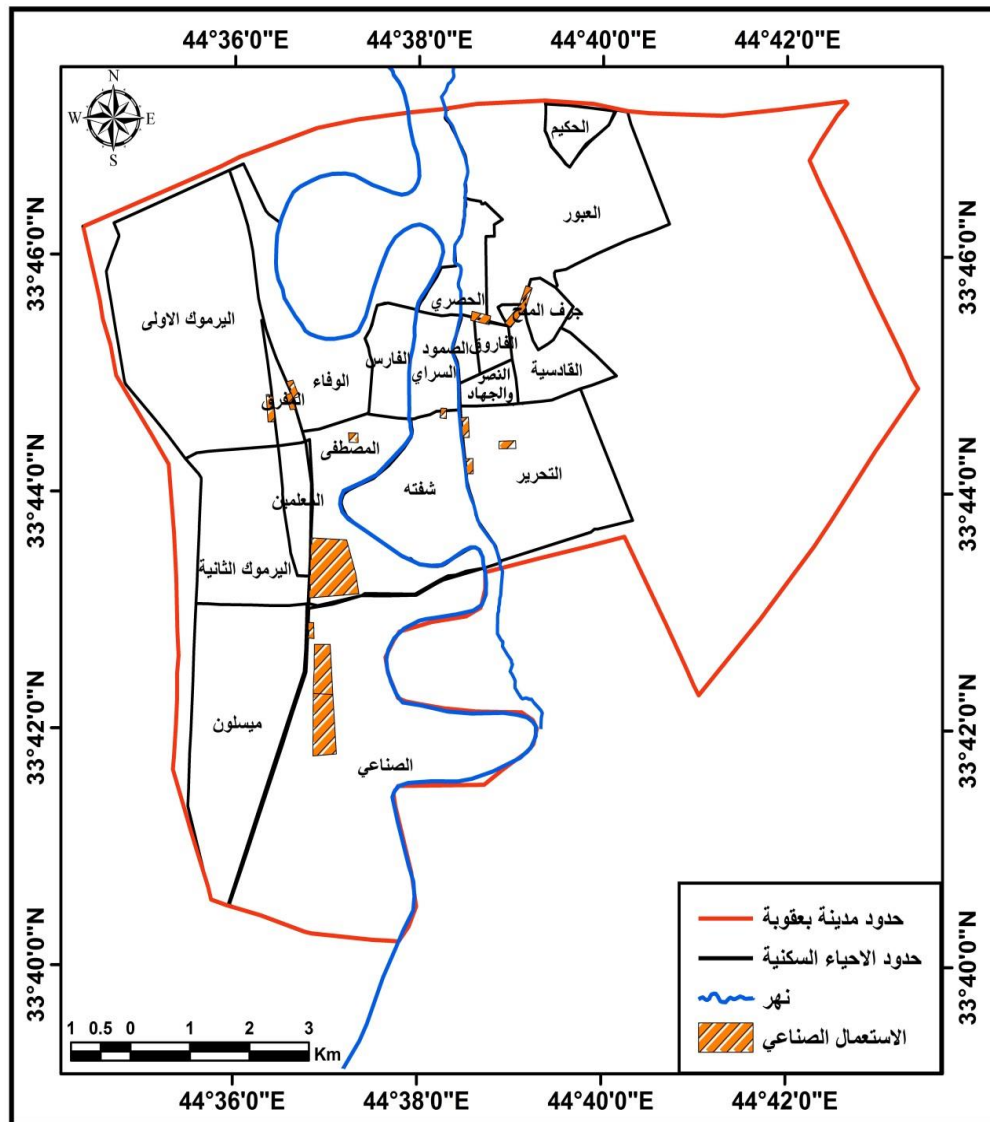 44°36'0"E 44°38'0"E 44°40'0"E 44°42'0"E
N
W E
S
33°46'0"N
33°44'0"N
33°42'0"N
33°40'0"N
33°46'0"N
33°44'0"N
33°42'0"N
33°40'0"N
الحكيم
العبور
الحصري
جرف الملح
اليرموك الاولى
الصمود
الفاروق
الفارس
السراي
القادسية
النصر
والجهاد
الوفاء
المفرق
المصطفى
التحرير
شفته
المعلمين
اليرموك الثانية
ميسلون
الصناعي
حدود مدينة بعقوبة
حدود الاحياء السكنية
نهر
الاستعمال الصناعي
1 0.5 0 1 2 3
Km
44°36'0"E 44°38'0"E 44°40'0"E 44°42'0"E